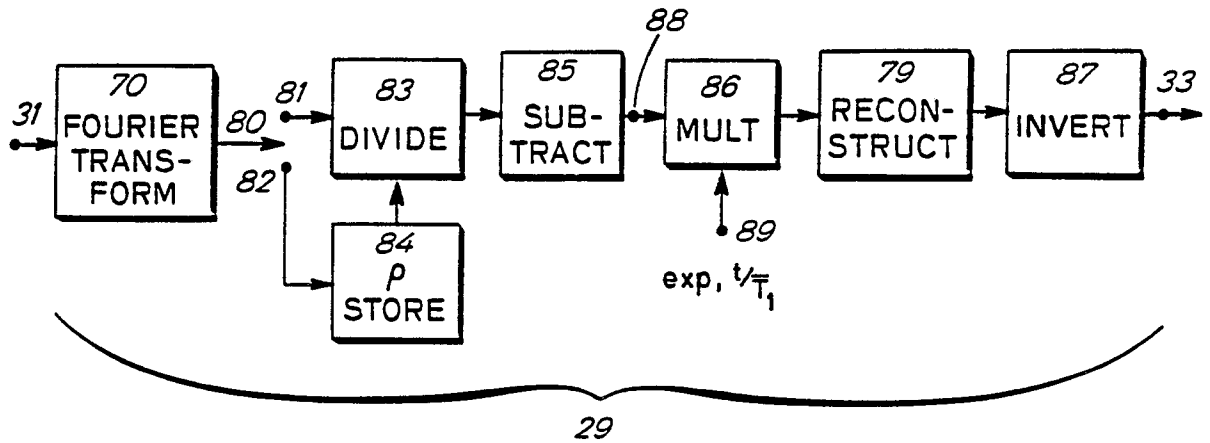 31
70
FOURIER
TRANS-
FORM
80
81
82
83
DIVIDE
84
ρ
STORE
85
SUB-
TRACT
88
86
MULT
89
exp, t/T̅₁
79
RECON-
STRUCT
87
INVERT
33
29